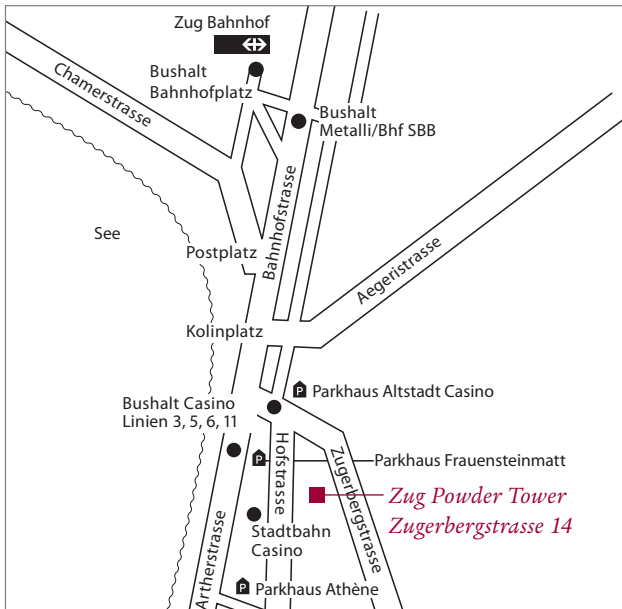 Zug Bahnhof
Bushalt
Bahnhofplatz
Chamerstrasse
Bushalt
Metalli/Bhf SBB
See
Bahnhofstrasse
Postplatz
Aegeristrasse
Kolinplatz
P
Parkhaus Altstadt Casino
Bushalt Casino
Linien 3, 5, 6, 11
Hofstrasse
Zugerbergstrasse
P
Parkhaus Frauensteinmatt
Zug Powder Tower
Zugerbergstrasse 14
Stadtbahn
Casino
Artherstrasse
P
Parkhaus Athène